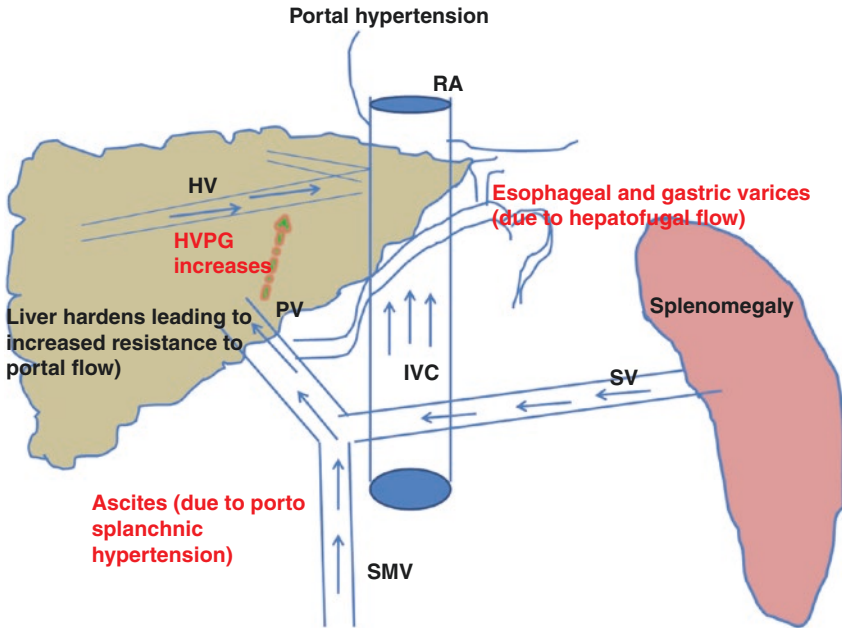 Portal hypertension
RA
HV
Esophageal and gastric varices
(due to hepatofugal flow)
HVPG
increases
Splenomegaly
Liver hardens leading to
increased resistance to
portal flow)
PV
IVC
SV
Ascites (due to porto
splanchnic
hypertension)
SMV